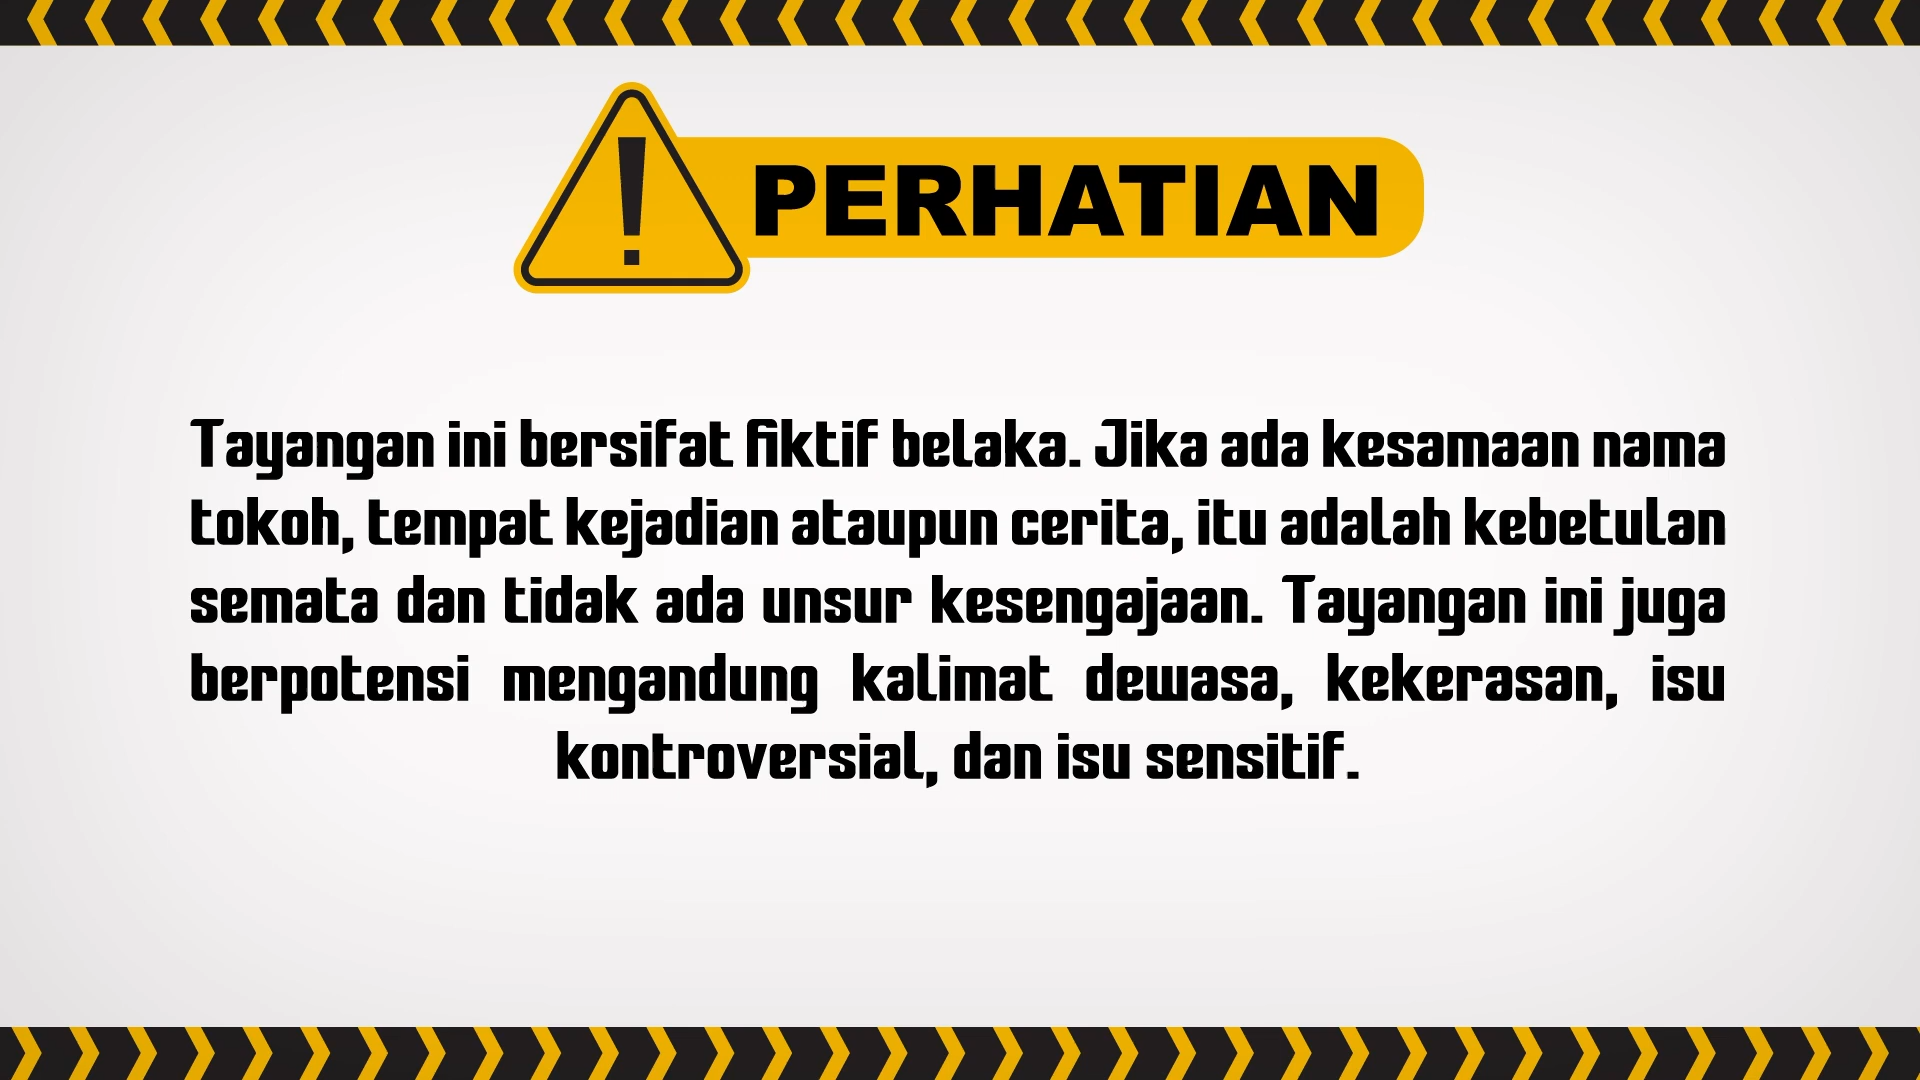 PERHATIAN
Tayangan ini bersifat fiktif belaka. Jika ada kesamaan nama
tokoh, tempat kejadian ataupun cerita, itu adalah kebetulan
semata dan tidak ada unsur kesengajaan. Tayangan ini juga
berpotensi mengandung kalimat dewasa, kekerasan, isu
kontroversial, dan isu sensitif.